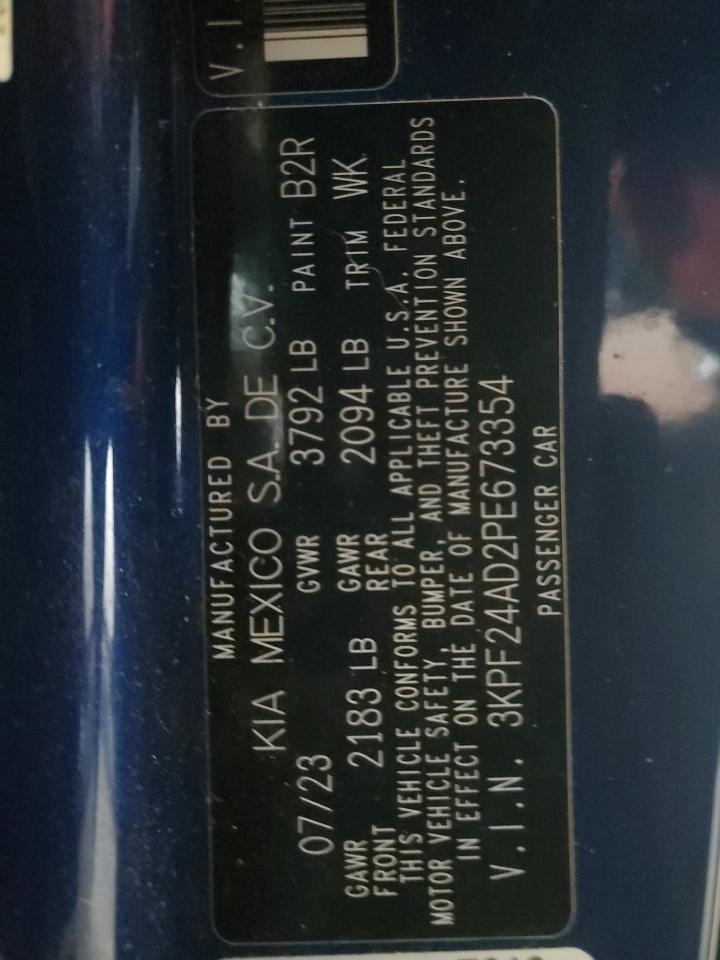 V.I.
MANUFACTURED BY
KIA MEXICO S.A. DE C.V.
07/23 GVWR 3792 LB PAINT B2R
GAWR FRONT 2183 LB GAWR REAR 2094 LB TRIM WK
THIS VEHICLE CONFORMS TO ALL APPLICABLE U.S.A. FEDERAL
MOTOR VEHICLE SAFETY, BUMPER, AND THEFT PREVENTION STANDARDS
IN EFFECT ON THE DATE OF MANUFACTURE SHOWN ABOVE.
V.I.N. 3KPF24AD2PE673354
PASSENGER CAR